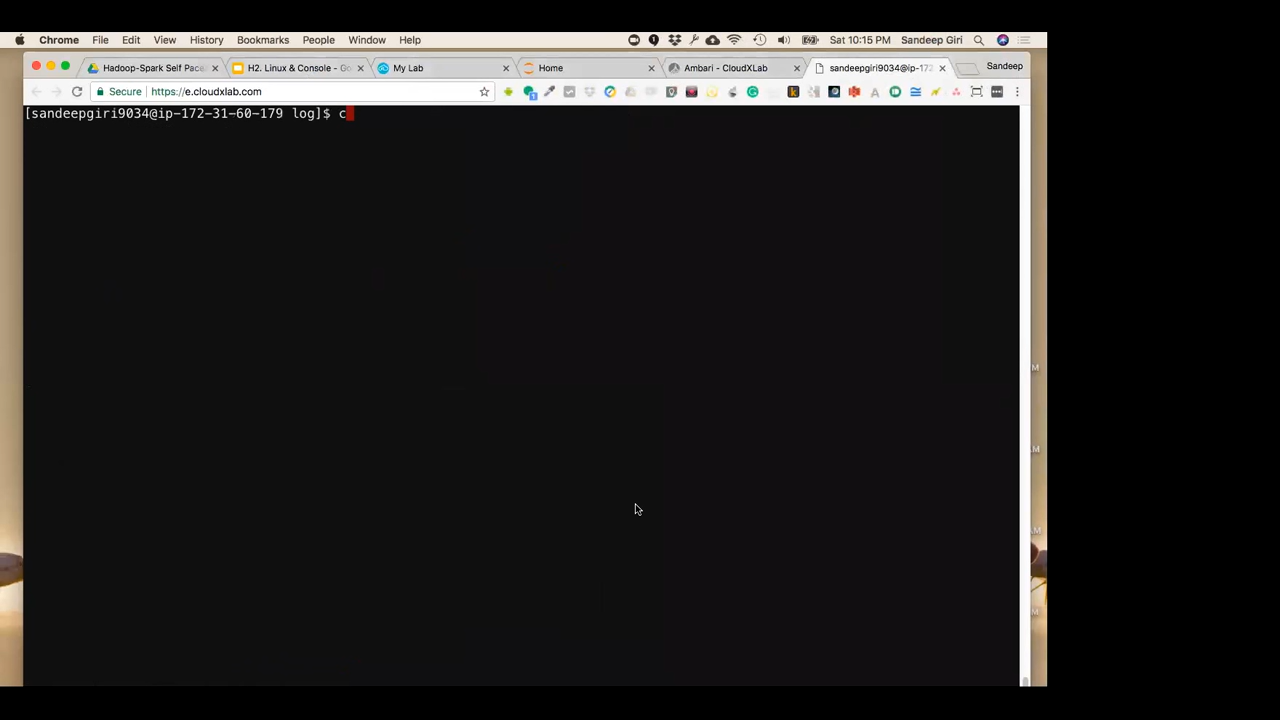 Chrome File Edit View History Bookmarks People Window Help Sat 10:15 PM Sandeep Giri
Hadoop-Spark Self Pace H2. Linux & Console - Go My Lab Home Ambari - CloudXLab sandeepgiri9034@ip-172 Sandeep
Secure https://e.cloudxlab.com
[sandeepgiri9034@ip-172-31-60-179 log]$ c